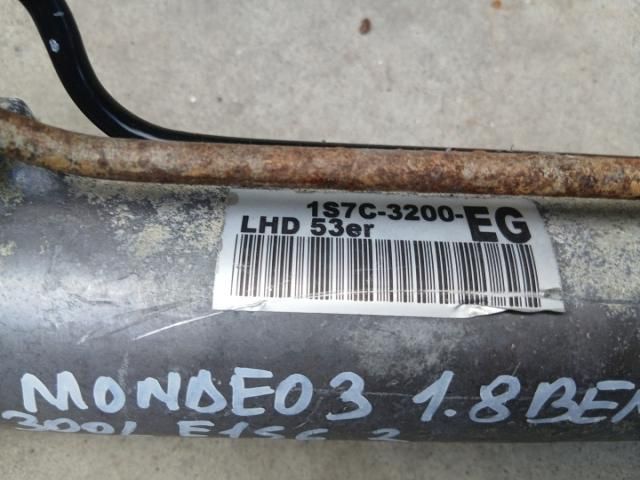 1S7C-3200-EG
LHD 53er
MONDEO3 1.8BEN